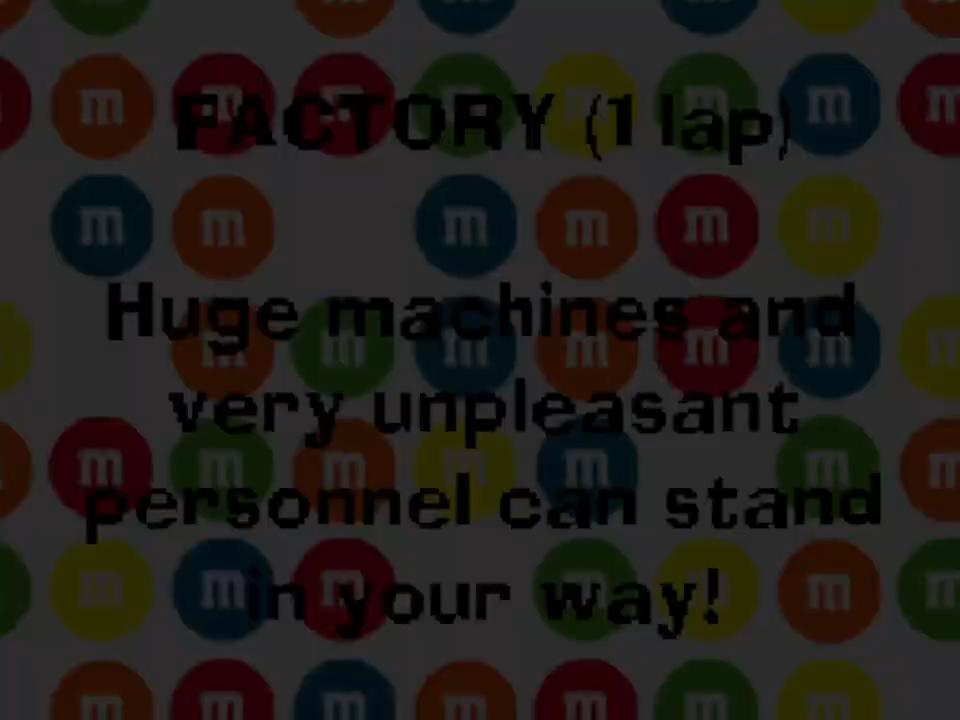 FACTORY (1 lap)
Huge machines and
very unpleasant
personnel can stand
in your way!